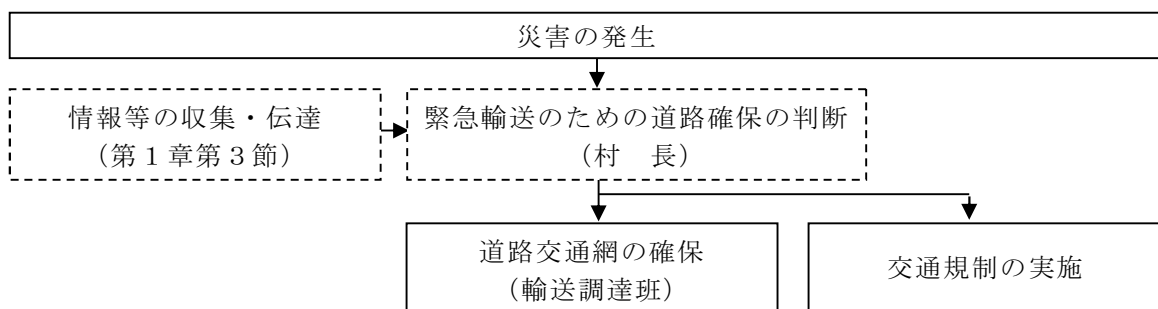 災害の発生
情報等の収集・伝達
（第１章第３節）
緊急輸送のための道路確保の判断
（村　長）
道路交通網の確保
（輸送調達班）
交通規制の実施